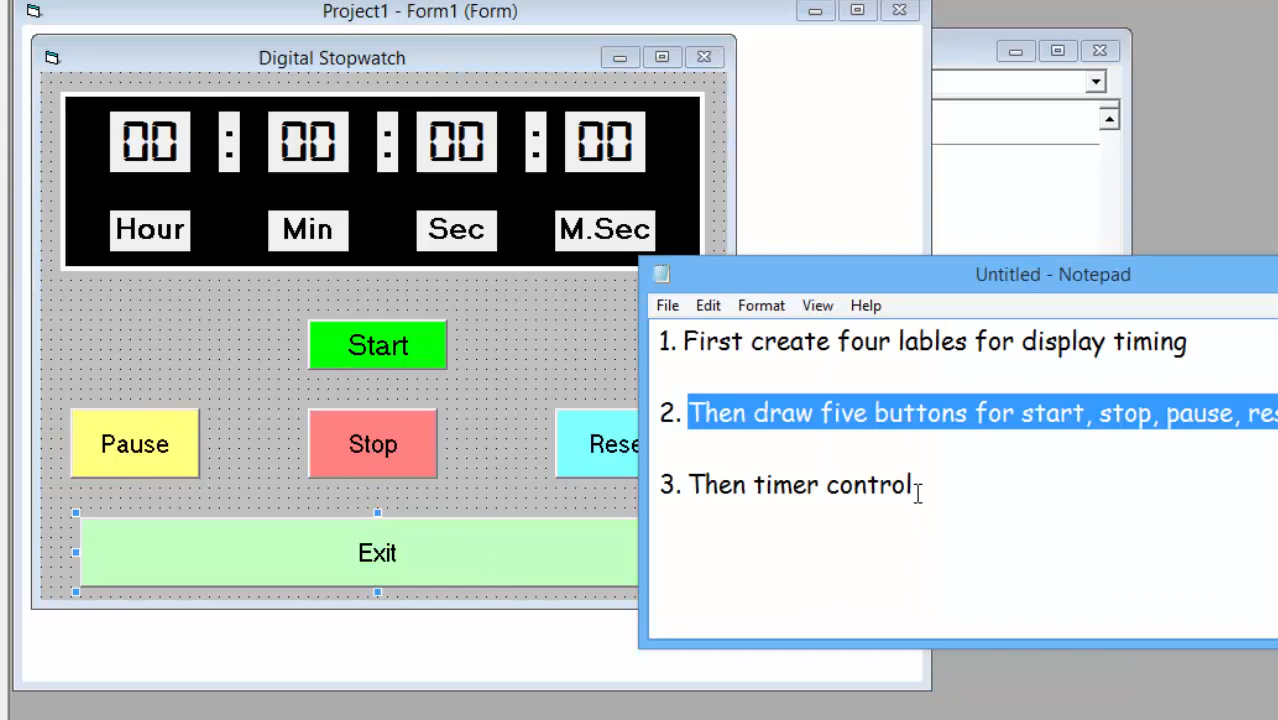 Project1 - Form1 (Form)
Digital Stopwatch
00 : 00 : 00 : 00
Hour Min Sec M.Sec
Start
Pause Stop Rese
Exit
Untitled - Notepad
File Edit Format View Help
1. First create four lables for display timing
2. Then draw five buttons for start, stop, pause, res
3. Then timer control